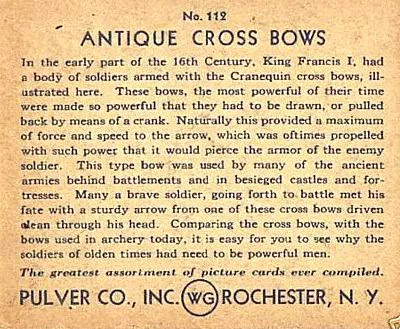 No. 112
ANTIQUE CROSS BOWS
In the early part of the 16th Century, King Francis I, had
a body of soldiers armed with the Cranequin cross bows, ill-
ustrated here. These bows, the most powerful of their time
were made so powerful that they had to be drawn, or pulled
back by means of a crank. Naturally this provided a maximum
of force and speed to the arrow, which was oftimes propelled
with such power that it would pierce the armor of the enemy
soldier. This type bow was used by many of the ancient
armies behind battlements and in besieged castles and for-
tresses. Many a brave soldier, going forth to battle met his
fate with a sturdy arrow from one of these cross bows driven
clean through his head. Comparing the cross bows, with the
bows used in archery today, it is easy for you to see why the
soldiers of olden times had need to be powerful men.
The greatest assortment of picture cards ever compiled.
PULVER CO., INC. WG ROCHESTER, N. Y.